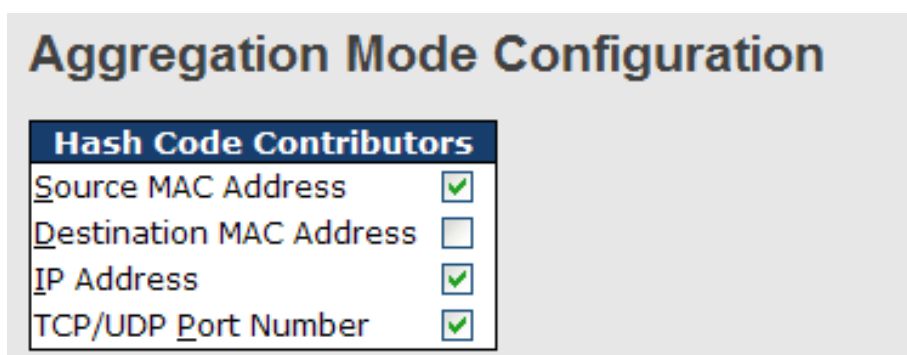 Aggregation Mode Configuration
Hash Code Contributors
Source MAC Address
Destination MAC Address
IP Address
TCP/UDP Port Number